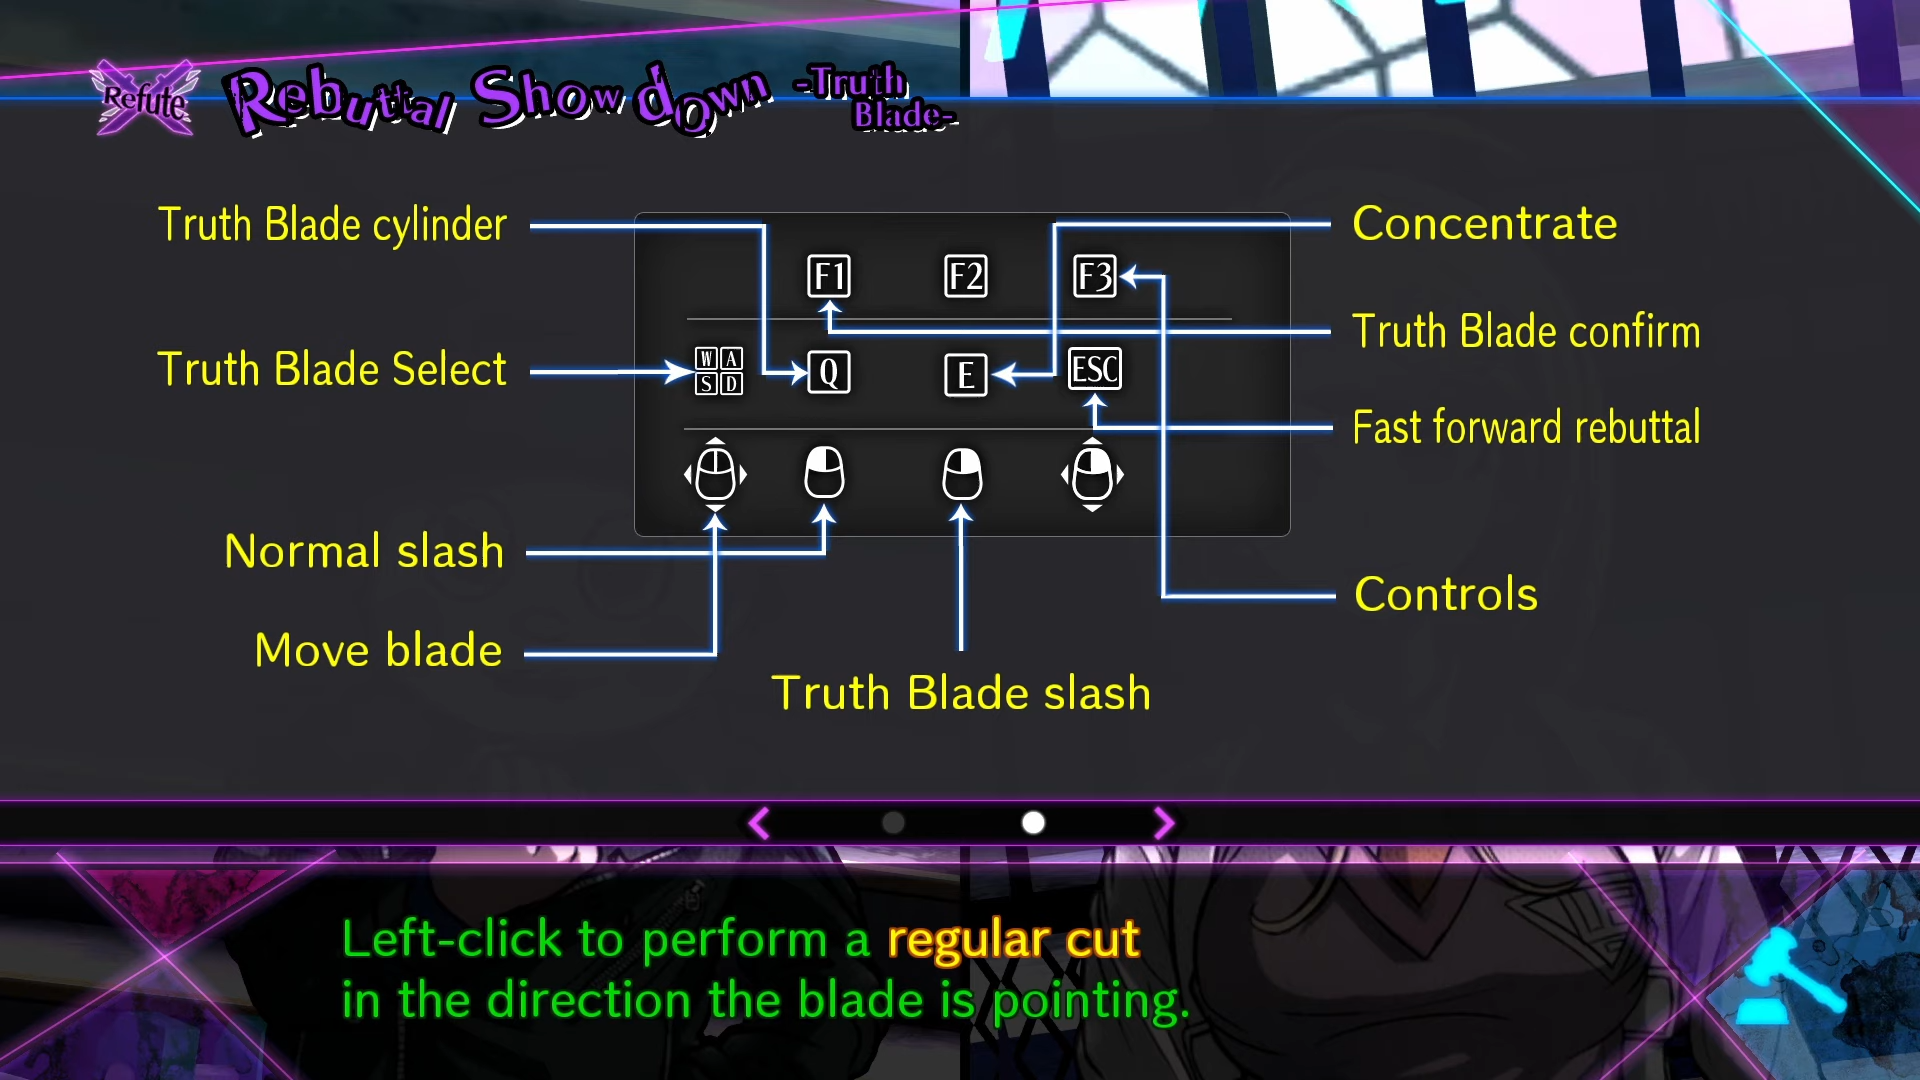 Refute
Rebuttal Showdown -Truth Blade-
Truth Blade cylinder
Concentrate
F1
F2
F3
Truth Blade confirm
Truth Blade Select
W A
S D
Q
E
ESC
Fast forward rebuttal
Normal slash
Controls
Move blade
Truth Blade slash
Left-click to perform a regular cut
in the direction the blade is pointing.